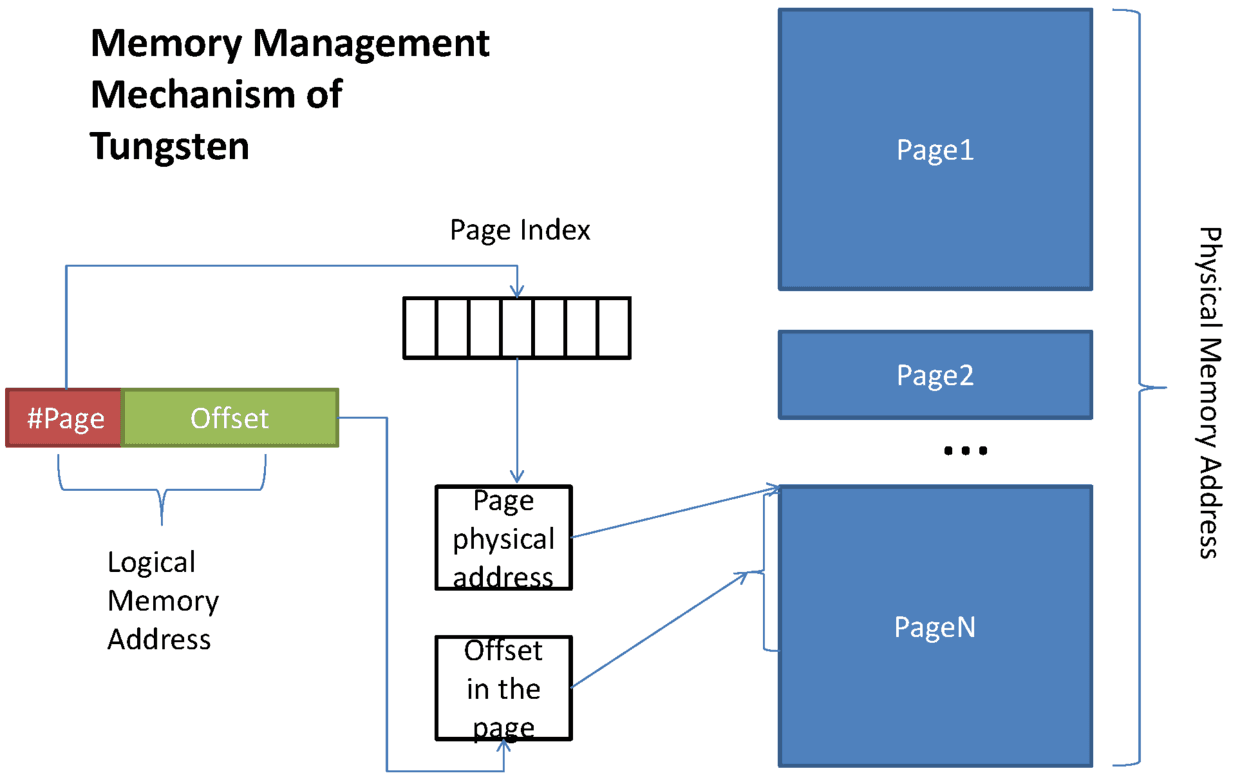 Memory Management
Mechanism of
Tungsten
Page1
Page Index
Physical Memory Address
Page2
#Page
Offset
...
Page
physical
address
Logical
Memory
Address
PageN
Offset
in the
page